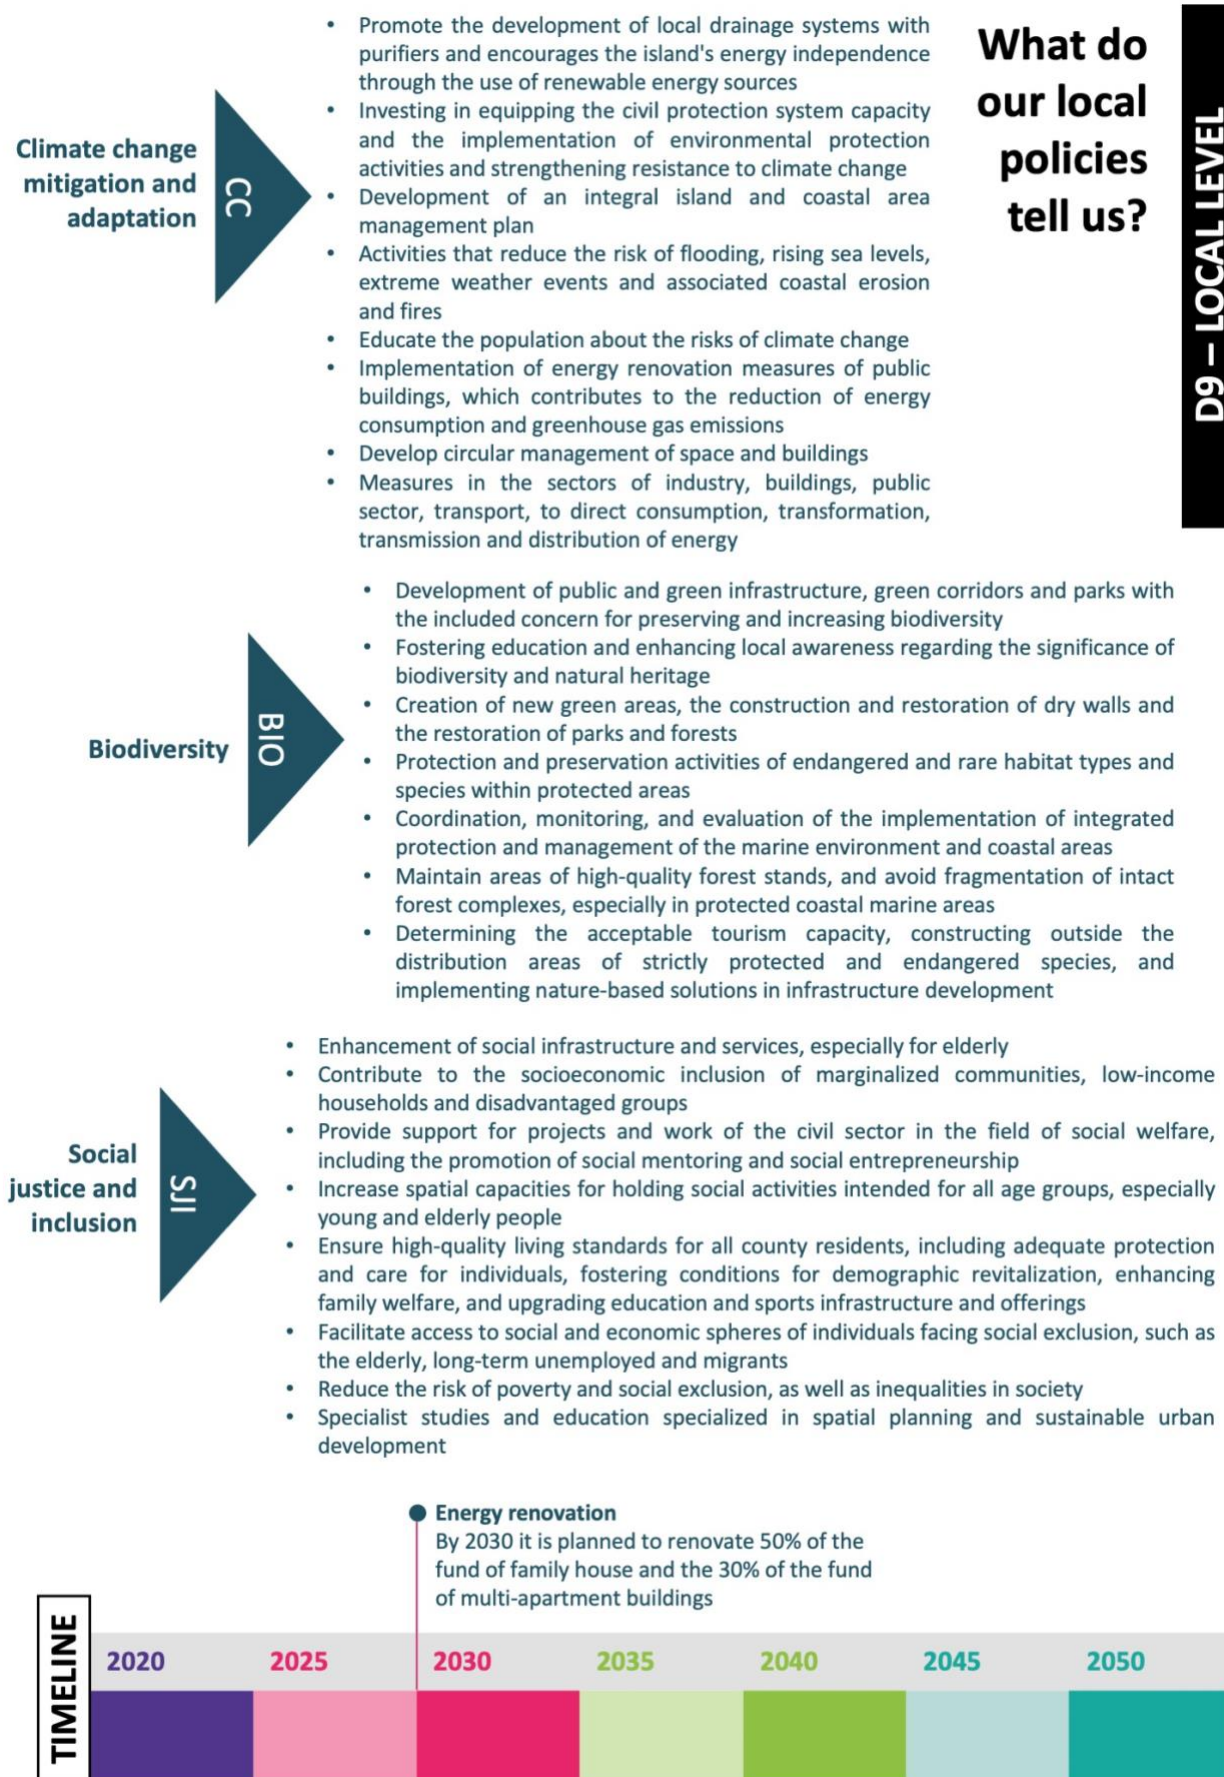 What do
our local
policies
tell us?
D9 – LOCAL LEVEL
Climate change
mitigation and
adaptation
CC
• Promote the development of local drainage systems with
purifiers and encourages the island's energy independence
through the use of renewable energy sources
• Investing in equipping the civil protection system capacity
and the implementation of environmental protection
activities and strengthening resistance to climate change
• Development of an integral island and coastal area
management plan
• Activities that reduce the risk of flooding, rising sea levels,
extreme weather events and associated coastal erosion
and fires
• Educate the population about the risks of climate change
• Implementation of energy renovation measures of public
buildings, which contributes to the reduction of energy
consumption and greenhouse gas emissions
• Develop circular management of space and buildings
• Measures in the sectors of industry, buildings, public
sector, transport, to direct consumption, transformation,
transmission and distribution of energy
Biodiversity
BIO
• Development of public and green infrastructure, green corridors and parks with
the included concern for preserving and increasing biodiversity
• Fostering education and enhancing local awareness regarding the significance of
biodiversity and natural heritage
• Creation of new green areas, the construction and restoration of dry walls and
the restoration of parks and forests
• Protection and preservation activities of endangered and rare habitat types and
species within protected areas
• Coordination, monitoring, and evaluation of the implementation of integrated
protection and management of the marine environment and coastal areas
• Maintain areas of high-quality forest stands, and avoid fragmentation of intact
forest complexes, especially in protected coastal marine areas
• Determining the acceptable tourism capacity, constructing outside the
distribution areas of strictly protected and endangered species, and
implementing nature-based solutions in infrastructure development
Social
justice and
inclusion
SJI
• Enhancement of social infrastructure and services, especially for elderly
• Contribute to the socioeconomic inclusion of marginalized communities, low-income
households and disadvantaged groups
• Provide support for projects and work of the civil sector in the field of social welfare,
including the promotion of social mentoring and social entrepreneurship
• Increase spatial capacities for holding social activities intended for all age groups, especially
young and elderly people
• Ensure high-quality living standards for all county residents, including adequate protection
and care for individuals, fostering conditions for demographic revitalization, enhancing
family welfare, and upgrading education and sports infrastructure and offerings
• Facilitate access to social and economic spheres of individuals facing social exclusion, such as
the elderly, long-term unemployed and migrants
• Reduce the risk of poverty and social exclusion, as well as inequalities in society
• Specialist studies and education specialized in spatial planning and sustainable urban
development
Energy renovation
By 2030 it is planned to renovate 50% of the
fund of family house and the 30% of the fund
of multi-apartment buildings
TIMELINE
2020 2025 2030 2035 2040 2045 2050